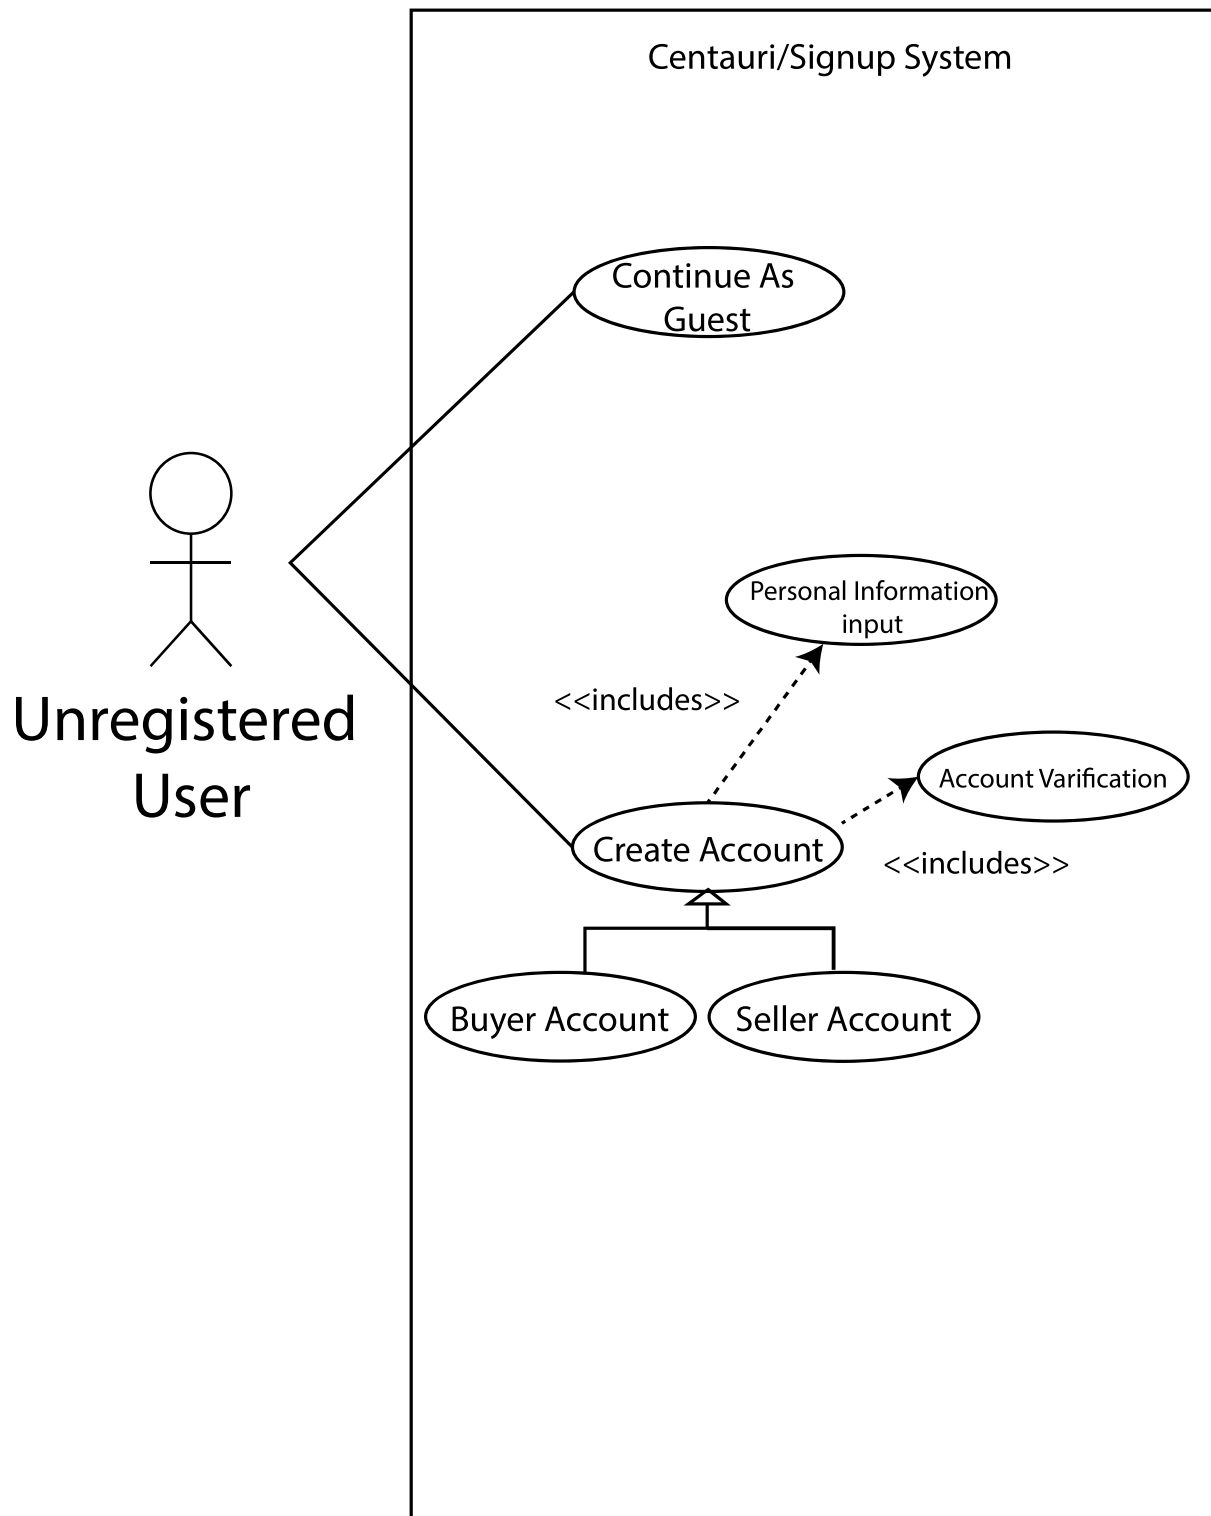 Centauri/Signup System
Continue As
Guest
Personal Information
input
<<includes>>
Unregistered
User
Account Varification
Create Account
<<includes>>
Buyer Account
Seller Account